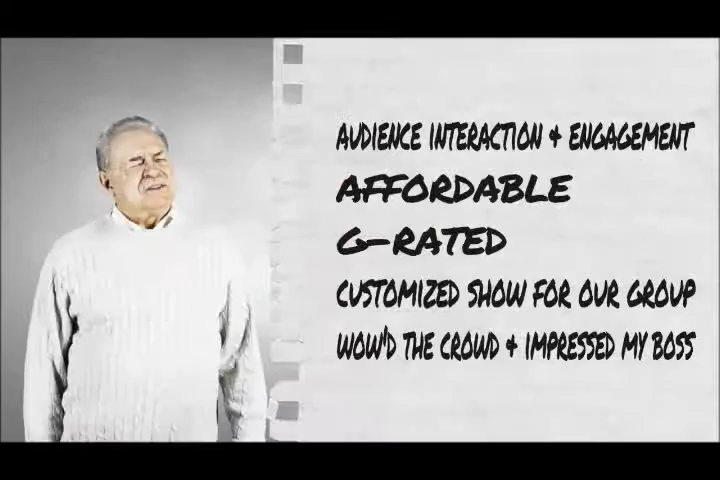 AUDIENCE INTERACTION & ENGAGEMENT
AFFORDABLE
G-RATED
CUSTOMIZED SHOW FOR OUR GROUP
WOW'D THE CROWD & IMPRESSED MY BOSS